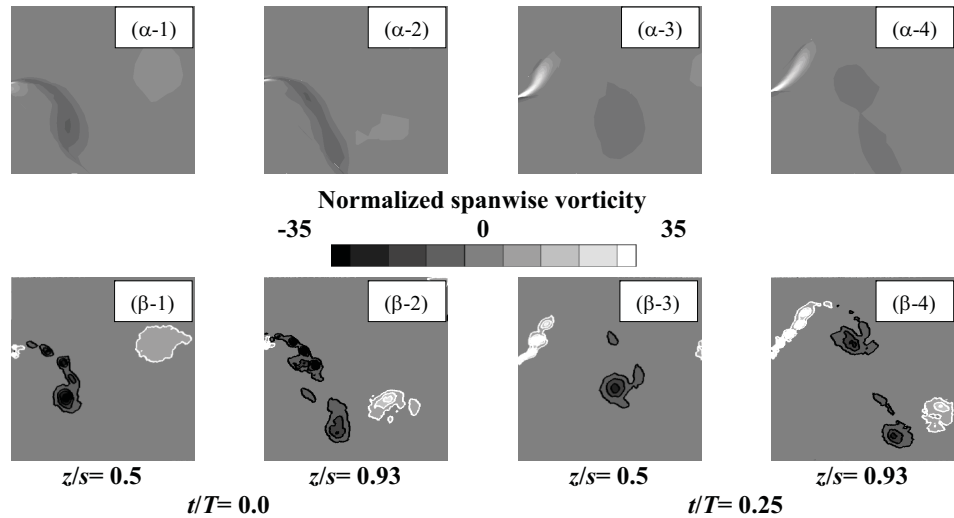 (α-1) (α-2) (α-3) (α-4)
Normalized spanwise vorticity
-35 0 35
(β-1) (β-2) (β-3) (β-4)
z/s= 0.5 z/s= 0.93 z/s= 0.5 z/s= 0.93
t/T= 0.0 t/T= 0.25